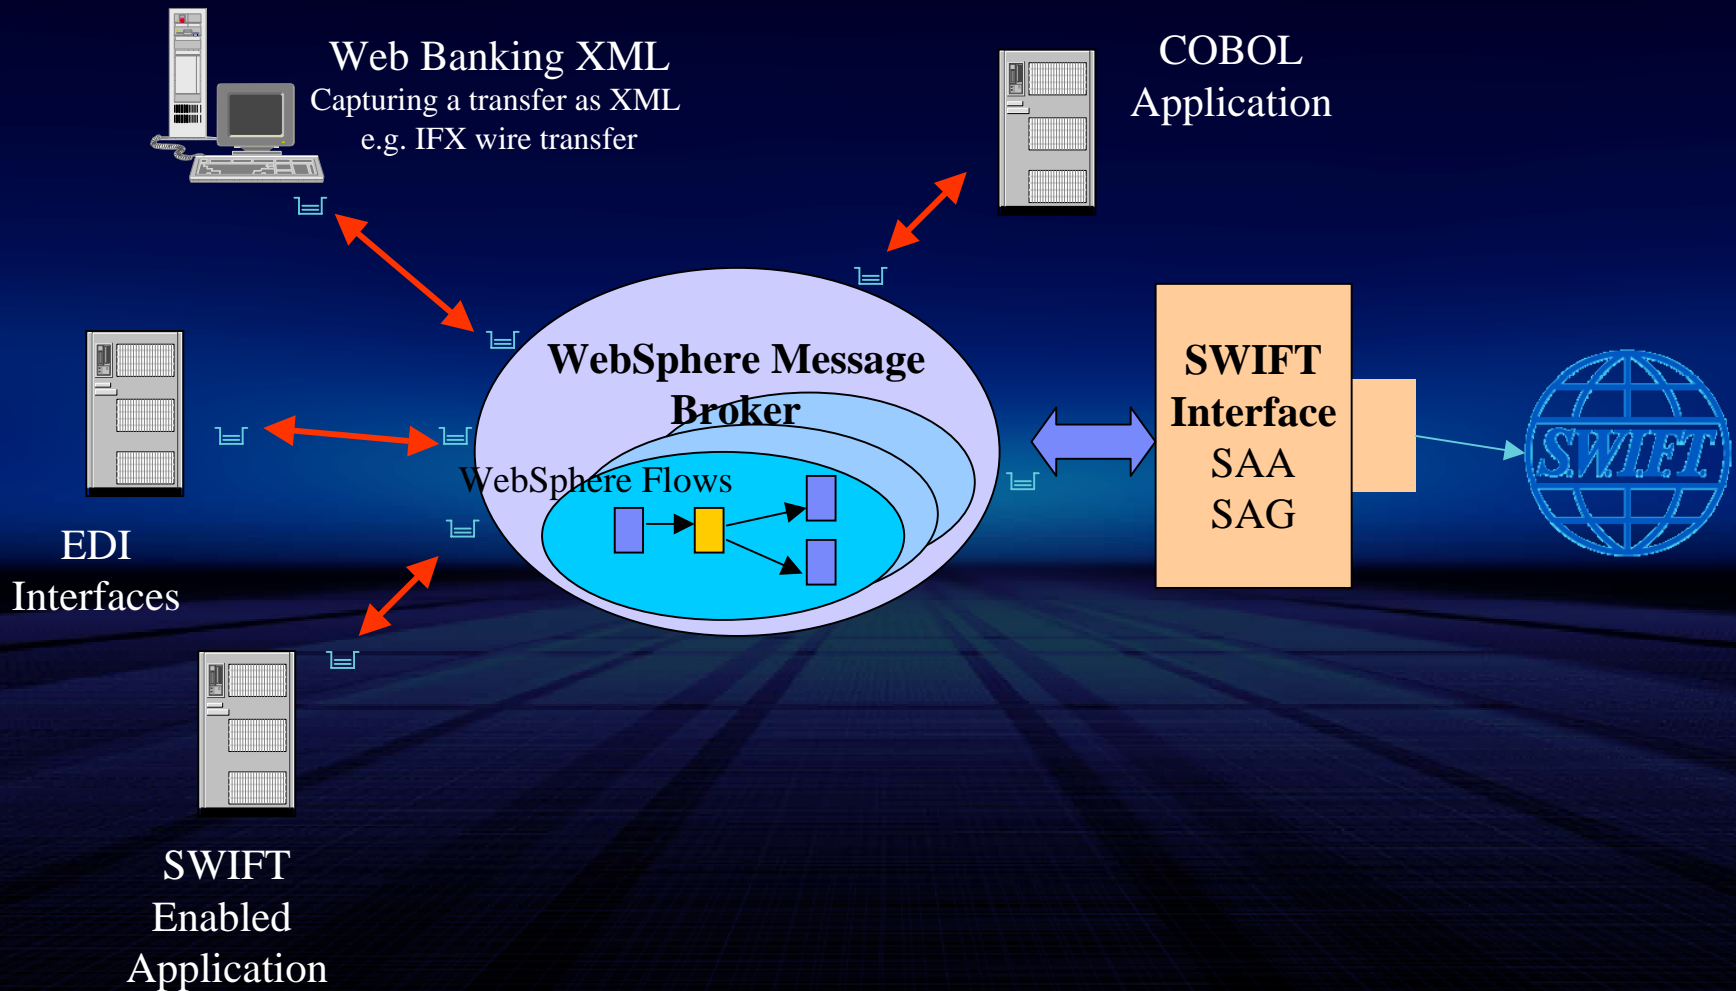 Web Banking XML
Capturing a transfer as XML
e.g. IFX wire transfer
COBOL
Application
WebSphere Message
Broker
WebSphere Flows
SWIFT
Interface
SAA
SAG
SWIFT
EDI
Interfaces
SWIFT
Enabled
Application